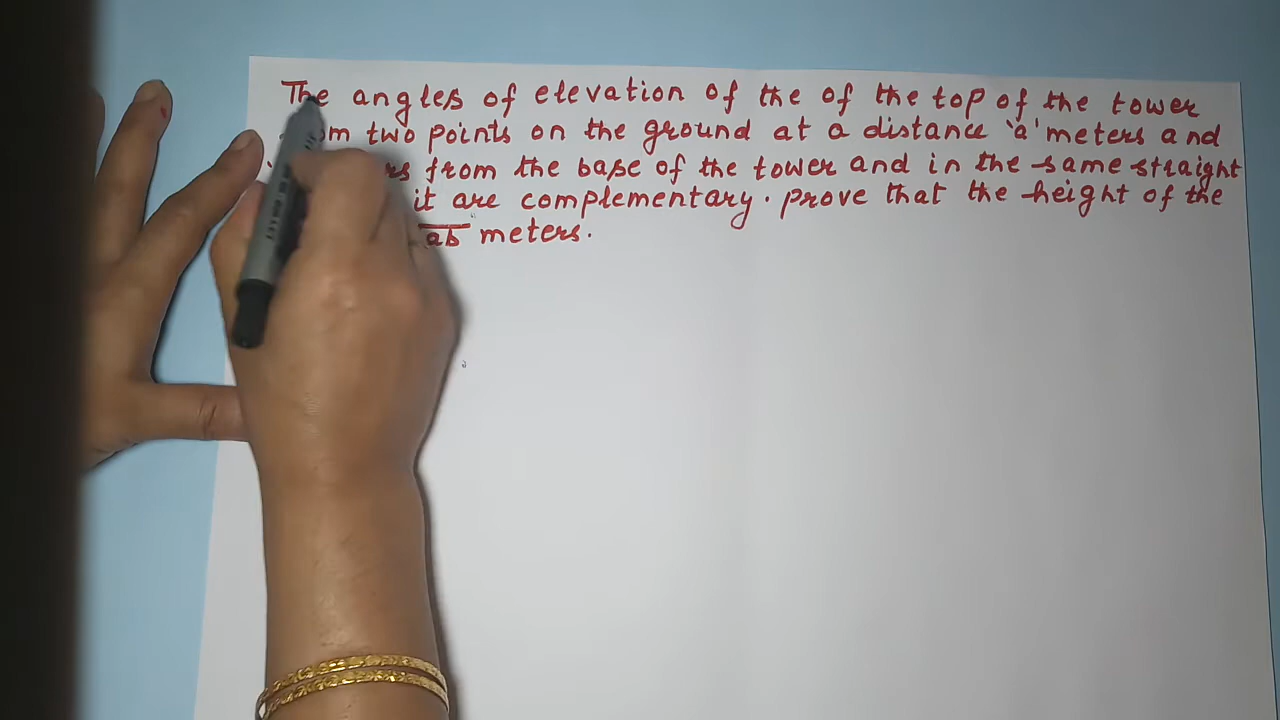 The angles of elevation of the of the top of the tower
two points on the ground at a distance 'a' meters and
from the base of the tower and in the same straight
it are complementary. prove that the height of the
ab meters.